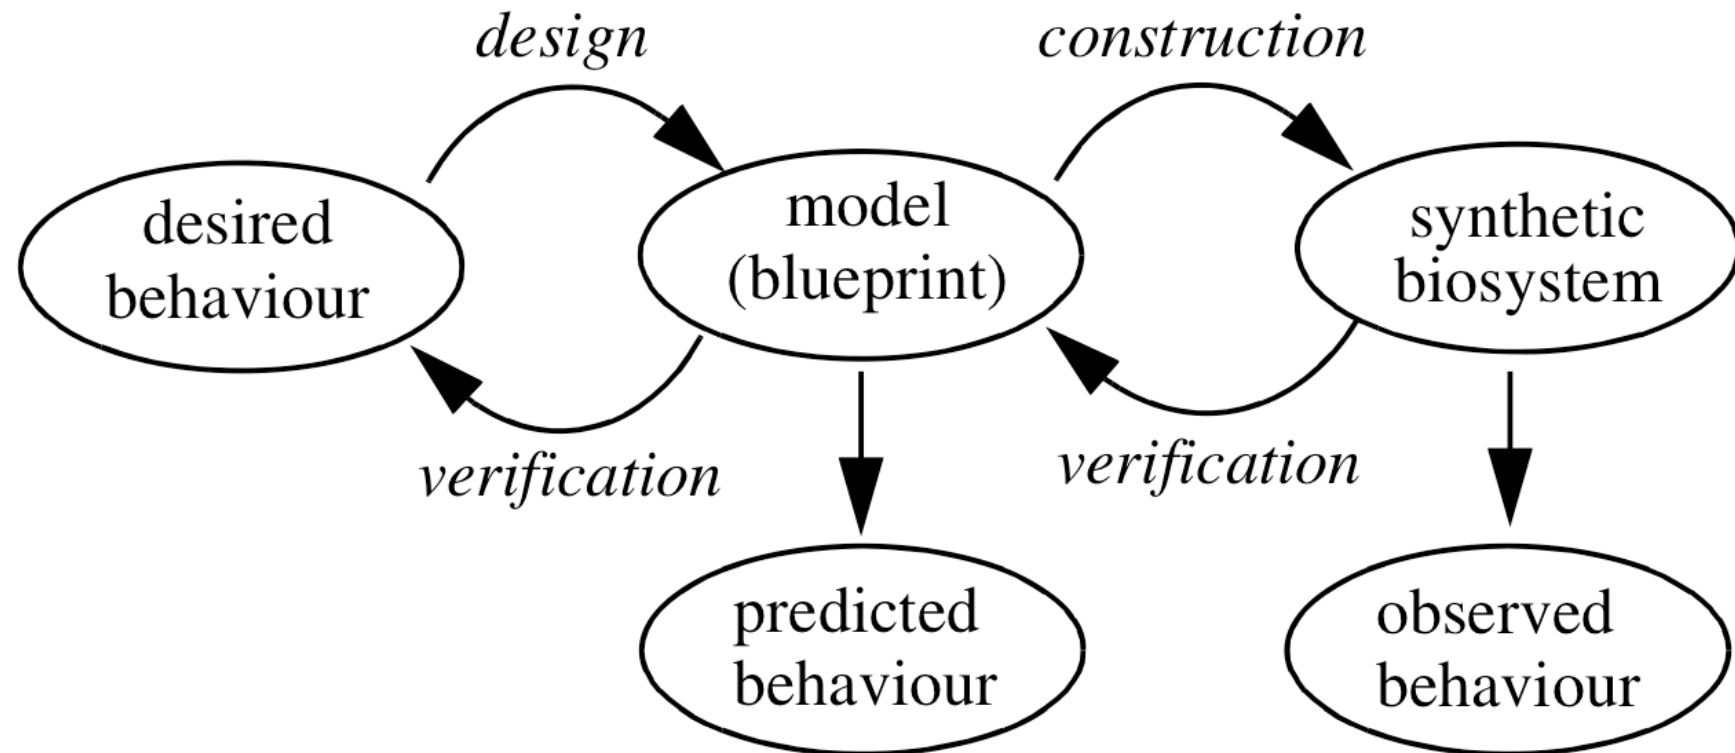 design
construction
desired
behaviour
model
(blueprint)
synthetic
biosystem
verification
verification
predicted
behaviour
observed
behaviour